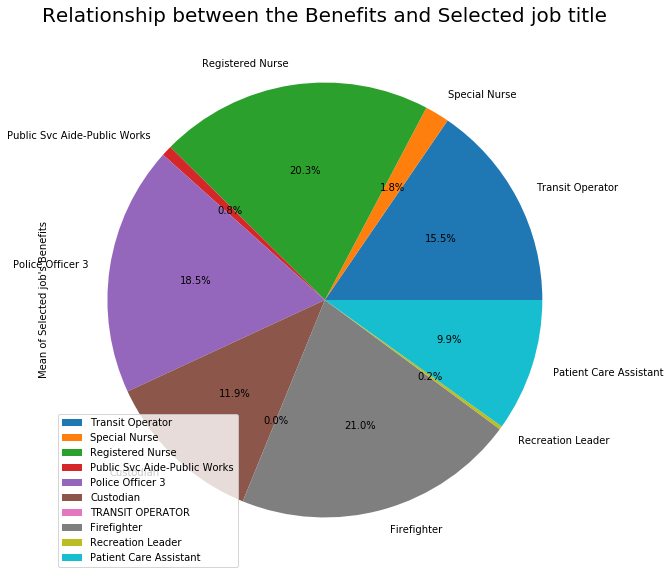 Relationship between the Benefits and Selected job title
Registered Nurse
Special Nurse
Public Svc Aide-Public Works
Transit Operator
20.3%
1.8%
0.8%
15.5%
Police Officer 3
Mean of Selected job's Benefits
18.5%
9.9%
Patient Care Assistant
0.2%
11.9%
0.0%
21.0%
Recreation Leader
Custodian
Firefighter
Transit Operator
Special Nurse
Registered Nurse
Public Svc Aide-Public Works
Police Officer 3
Custodian
TRANSIT OPERATOR
Firefighter
Recreation Leader
Patient Care Assistant